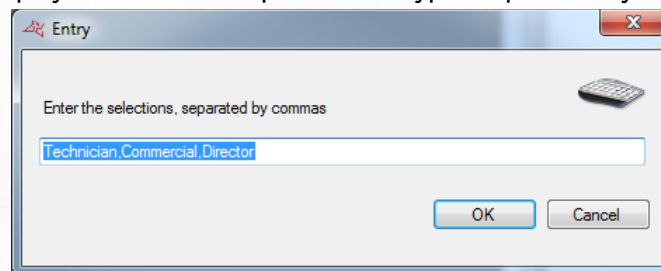 Entry
Enter the selections, separated by commas
Technician,Commercial,Director
OK Cancel